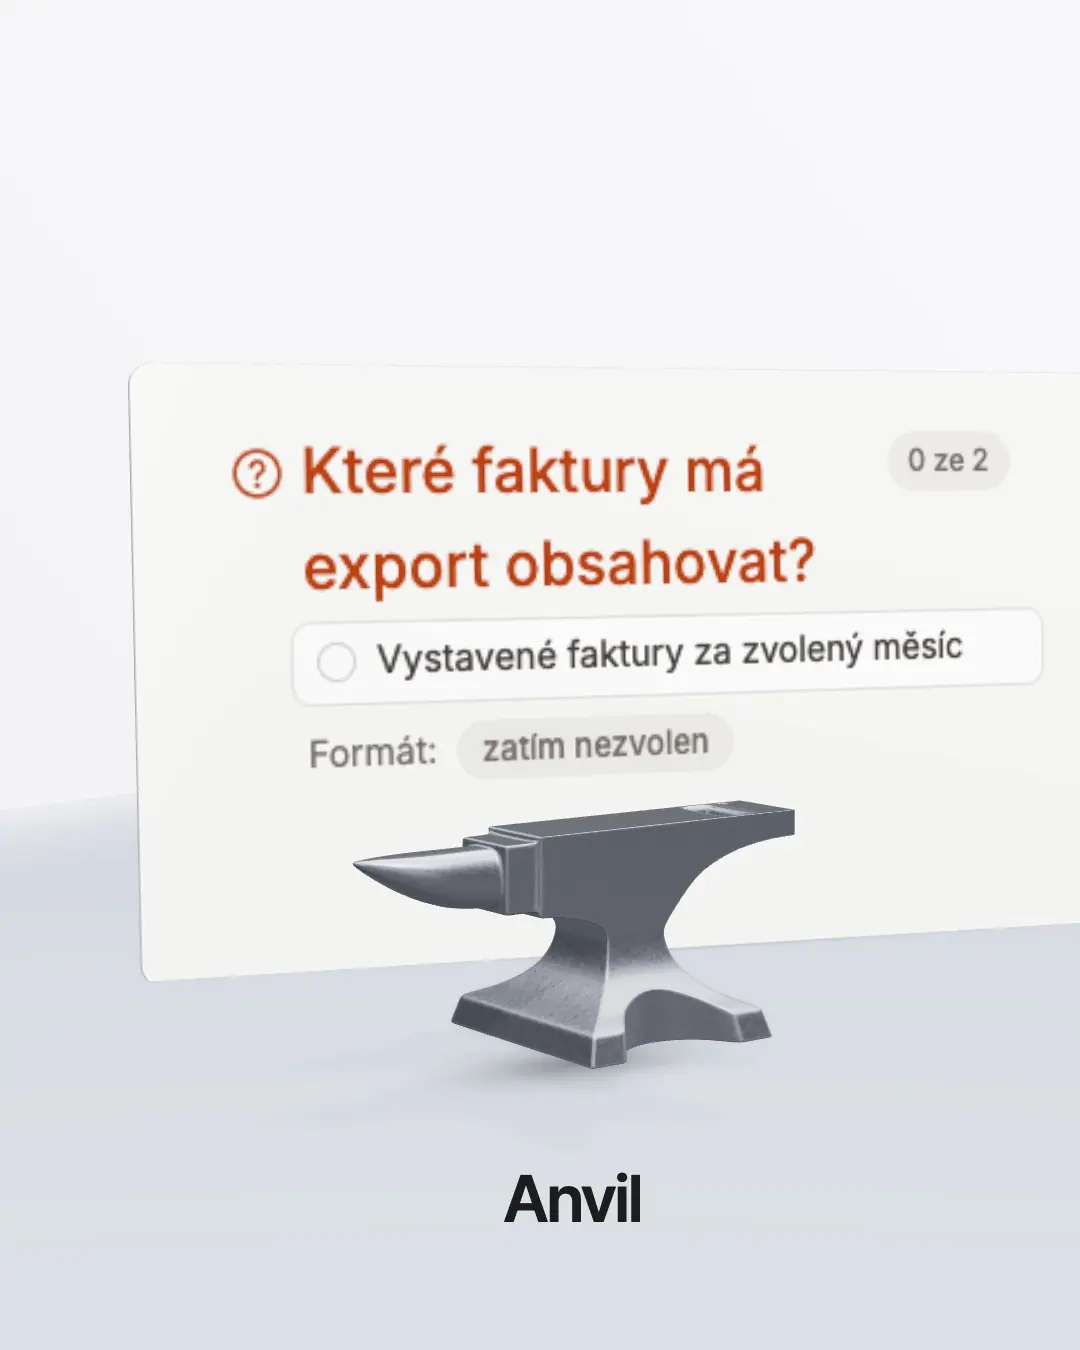 Které faktury má
0 ze 2
export obsahovat?
Vystavené faktury za zvolený měsíc
Formát: zatím nezvolen
Anvil